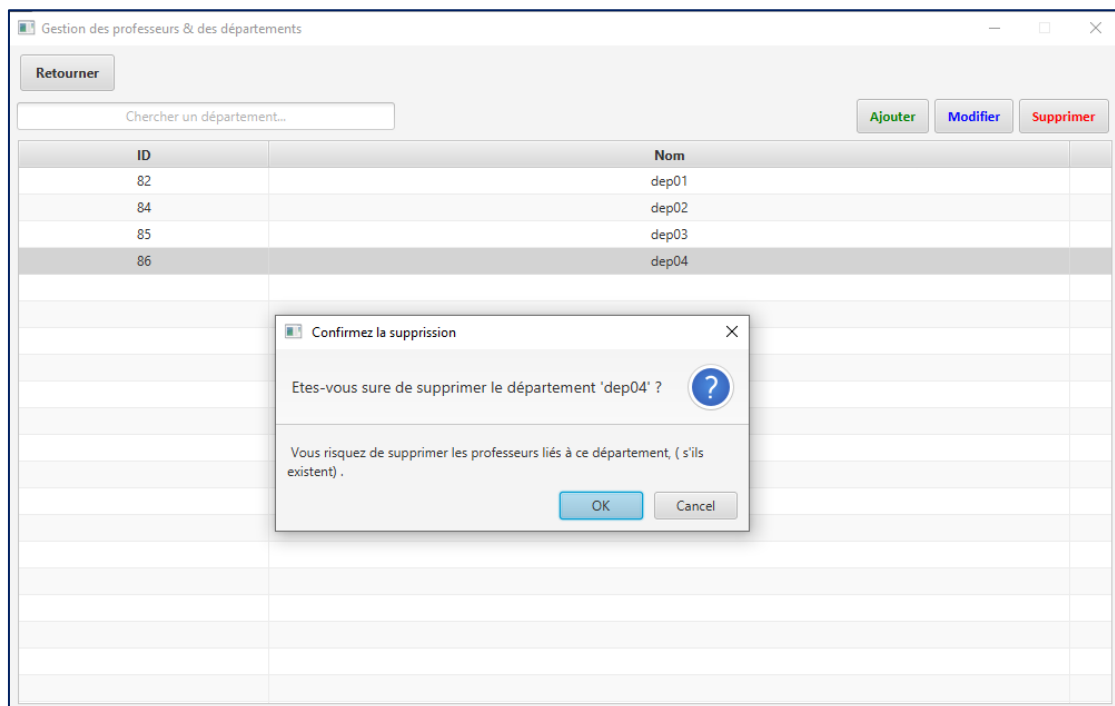 Gestion des professeurs & des départements
Retourner
Chercher un département...
Ajouter Modifier Supprimer
ID Nom
82 dep01
84 dep02
85 dep03
86 dep04
Confirmez la supprission
Etes-vous sure de supprimer le département 'dep04' ?
?
Vous risquez de supprimer les professeurs liés à ce département, ( s'ils
existent) .
OK Cancel